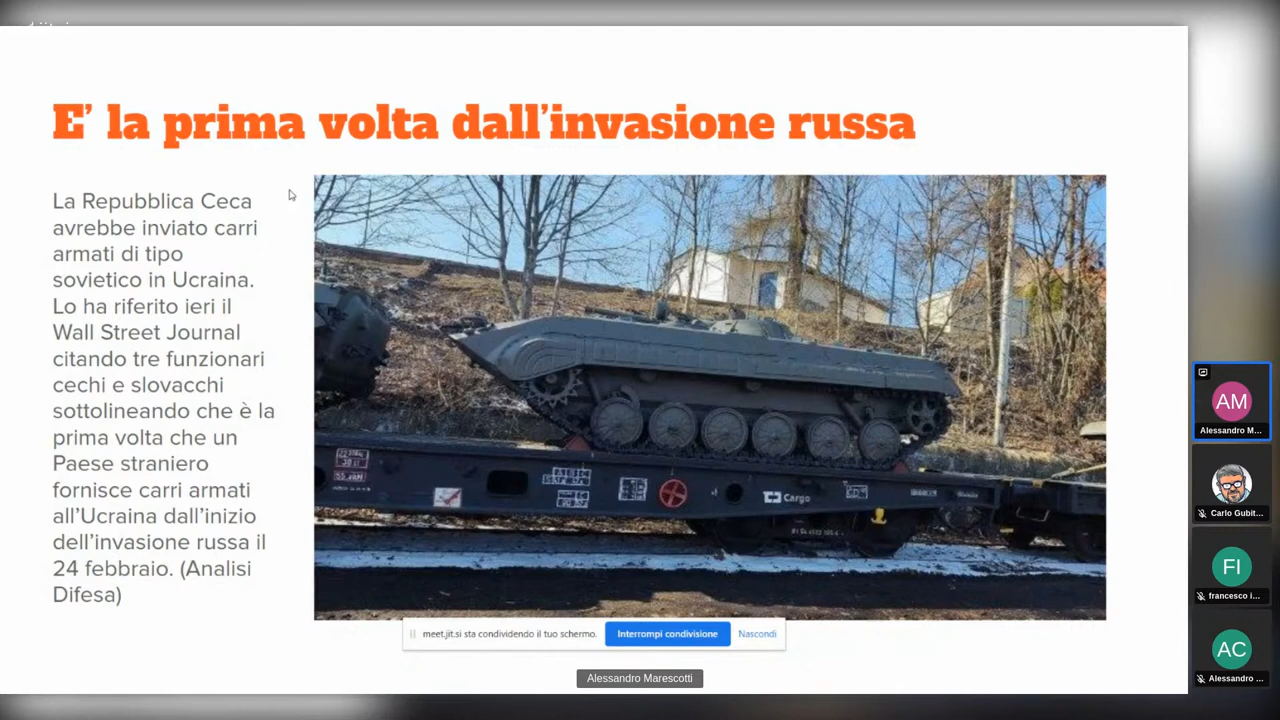 E’ la prima volta dall’invasione russa
La Repubblica Ceca
avrebbe inviato carri
armati di tipo
sovietico in Ucraina.
Lo ha riferito ieri il
Wall Street Journal
citando tre funzionari
cechi e slovacchi
sottolineando che è la
prima volta che un
Paese straniero
fornisce carri armati
all’Ucraina dall’inizio
dell’invasione russa il
24 febbraio. (Analisi
Difesa)
Cargo
meet.jit.si sta condividendo il tuo schermo.
Interrompi condivisione
Nascondi
Alessandro Marescotti
AM
Alessandro M...
Carlo Gubit...
FI
francesco i...
AC
Alessandro ...